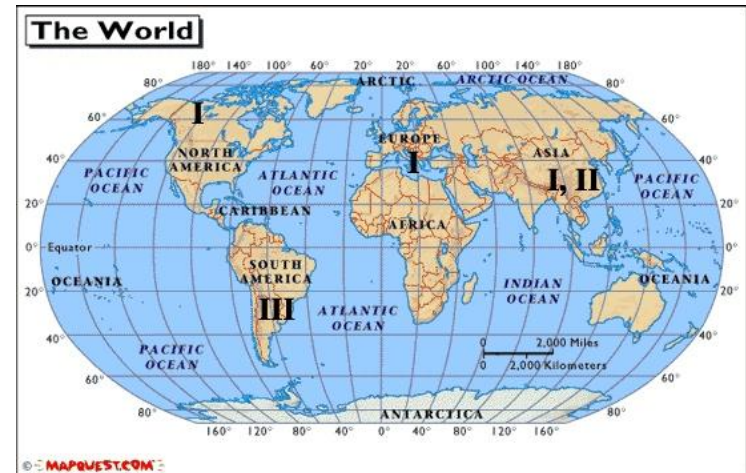 The World
180° 140° 100° 60° 20° 20° 60° 100° 140° 180°
80° ARCTIC ARCTIC OCEAN 80°
60° I 60°
EUROPE
40° NORTH AMERICA I ASIA 40°
PACIFIC OCEAN ATLANTIC OCEAN I, II PACIFIC OCEAN
20° CARIBBEAN AFRICA 20°
0° Equator 0°
OCEANIA SOUTH AMERICA INDIAN OCEAN OCEANIA
20° III ATLANTIC OCEAN 20°
40° 0 2,000 Miles 40°
PACIFIC OCEAN 0 2,000 Kilometers
60° 60°
80° ANTARCTICA 80°
160° 120° 80° 40° 0° 40° 80° 120° 160°
© MAPQUEST.COM